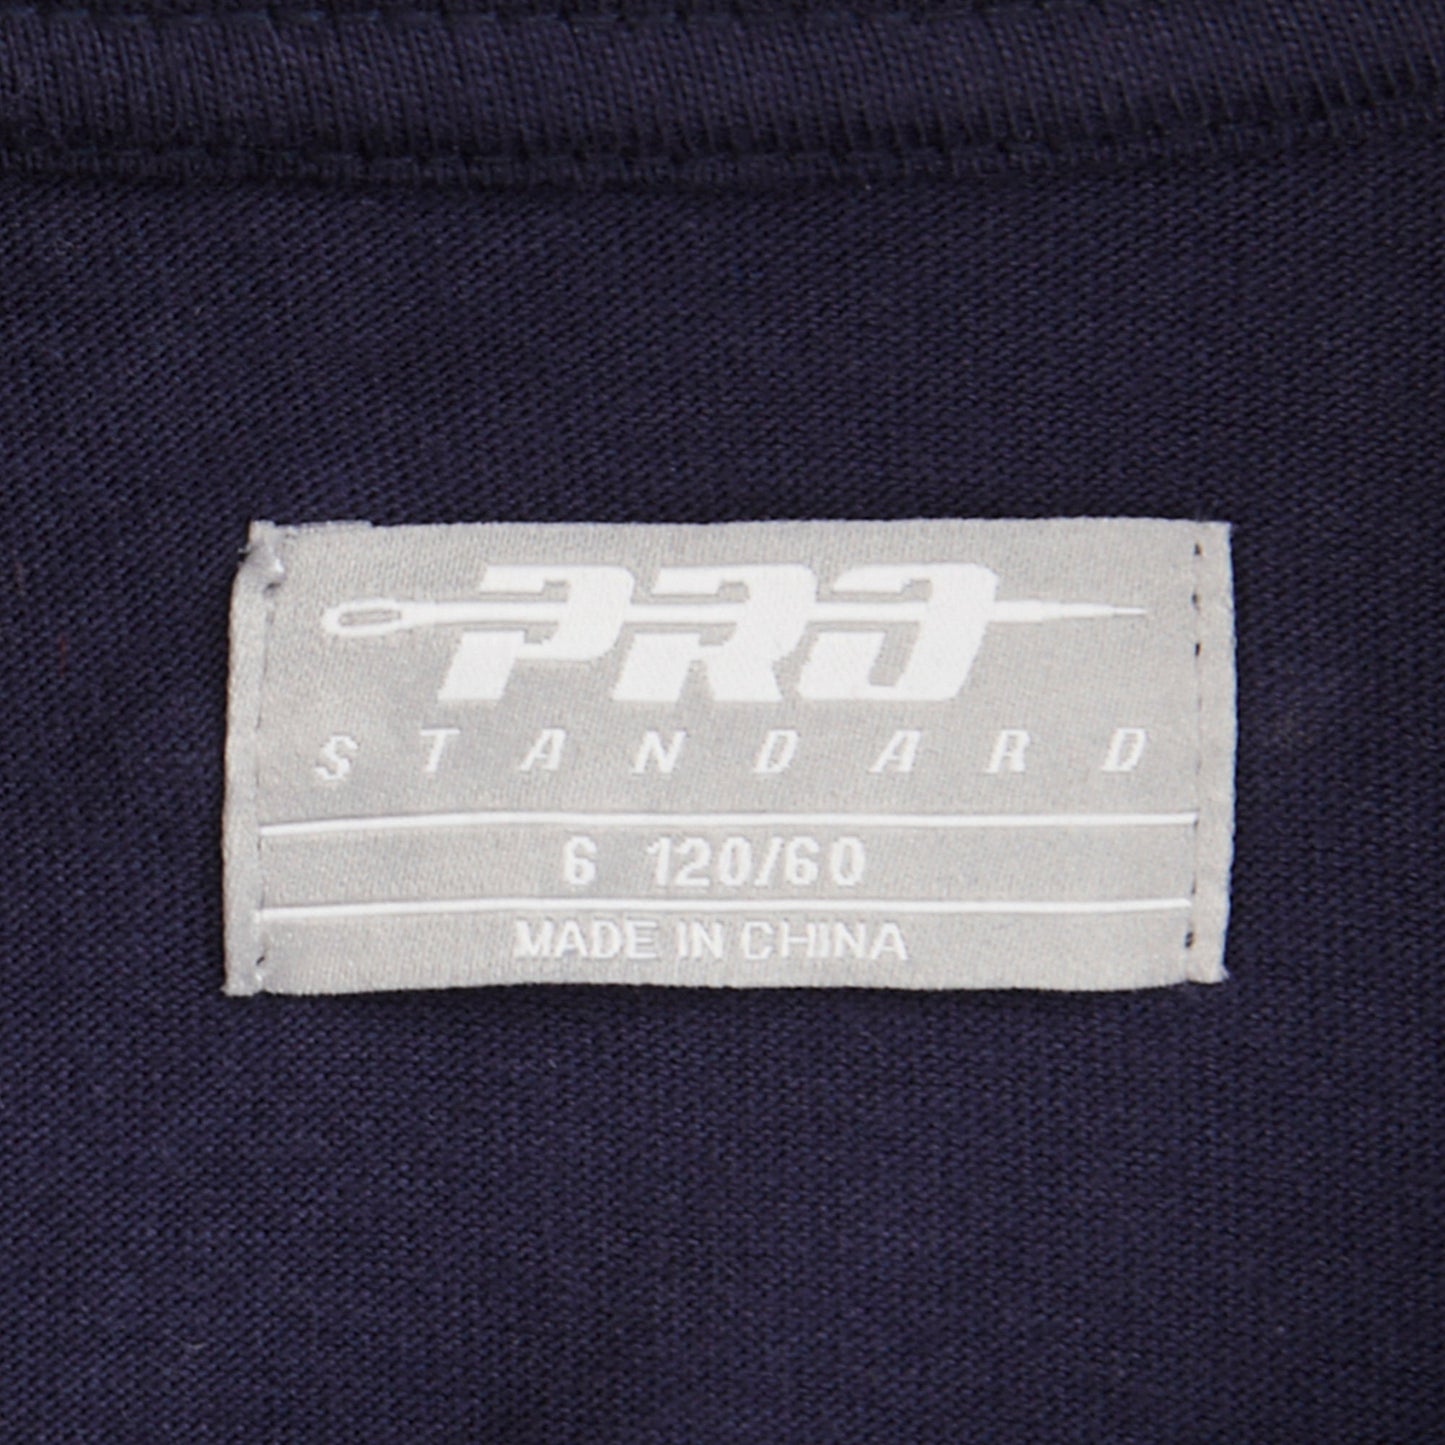 PRO
STANDARD
6 120/60
MADE IN CHINA